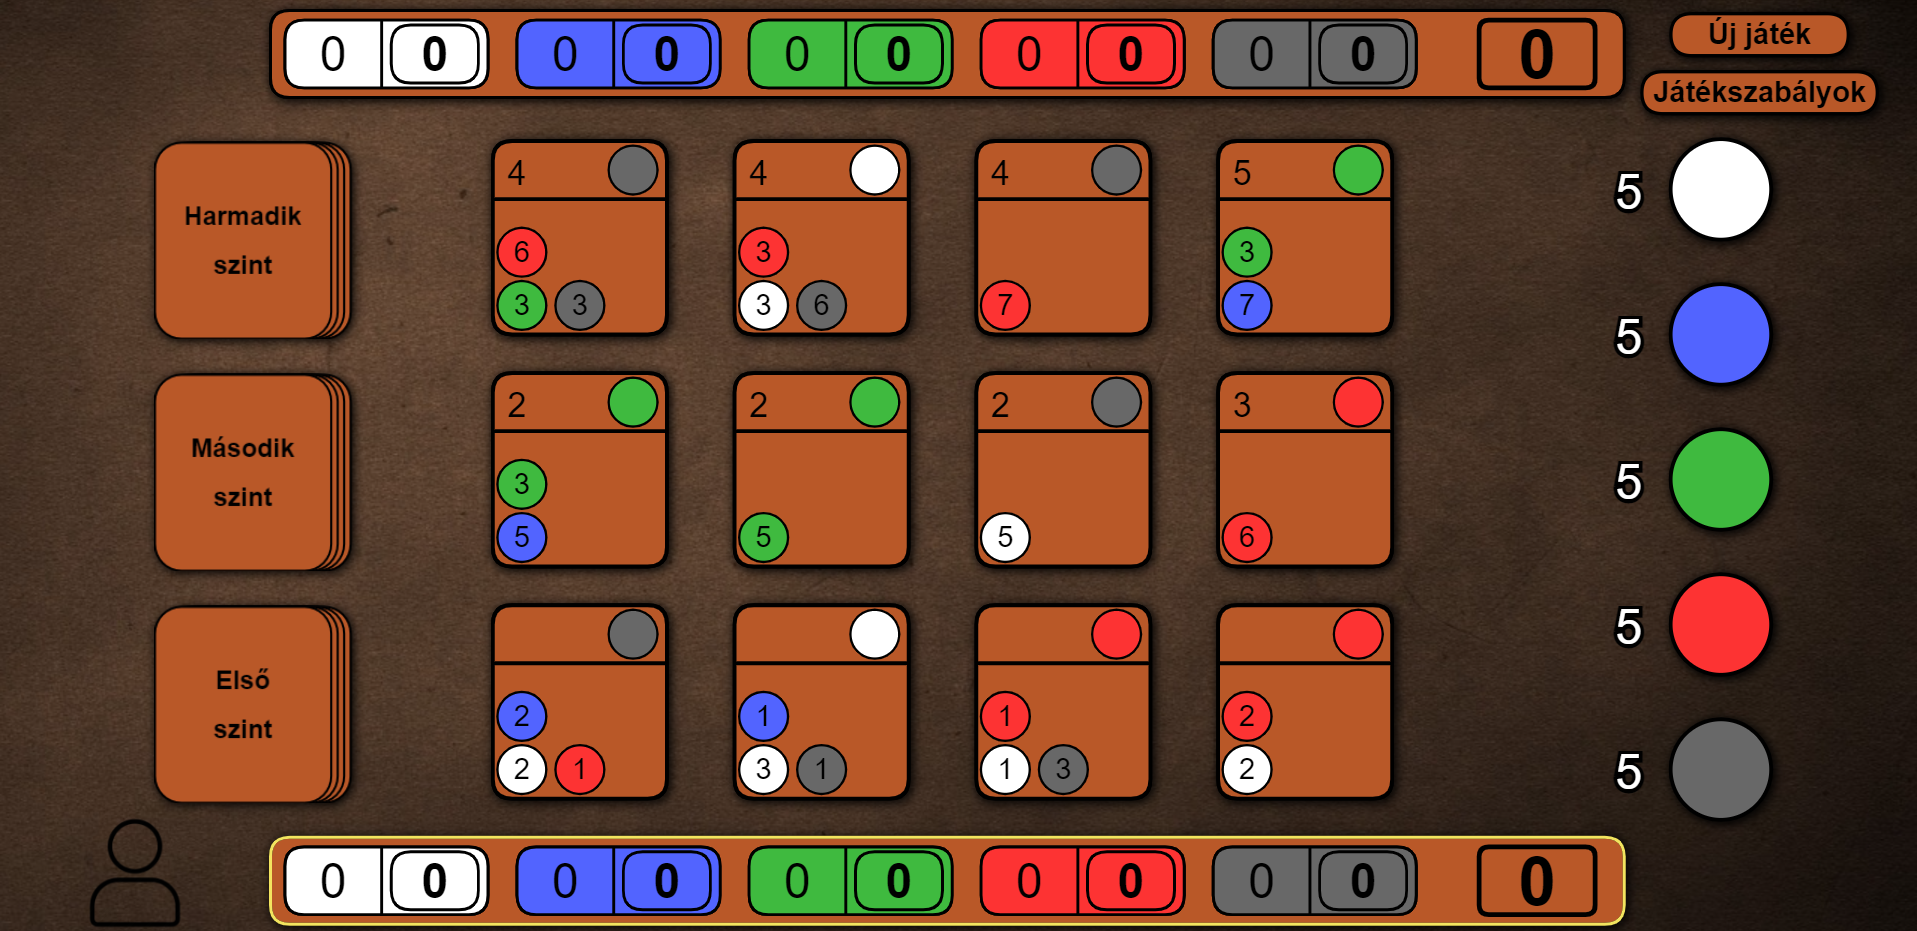 0 0 0 0 0 0 0 0 0 0 0
Új játék
Játékszabályok
Harmadik
szint
4 4 4 5
6 3 3
3 3 3 6 7 7
5
5
Második
szint
2 2 2 3
3
5 5 5 6
5
5
Első
szint
2 1 1 2
2 1 3 1 1 3 2
5
0 0 0 0 0 0 0 0 0 0 0